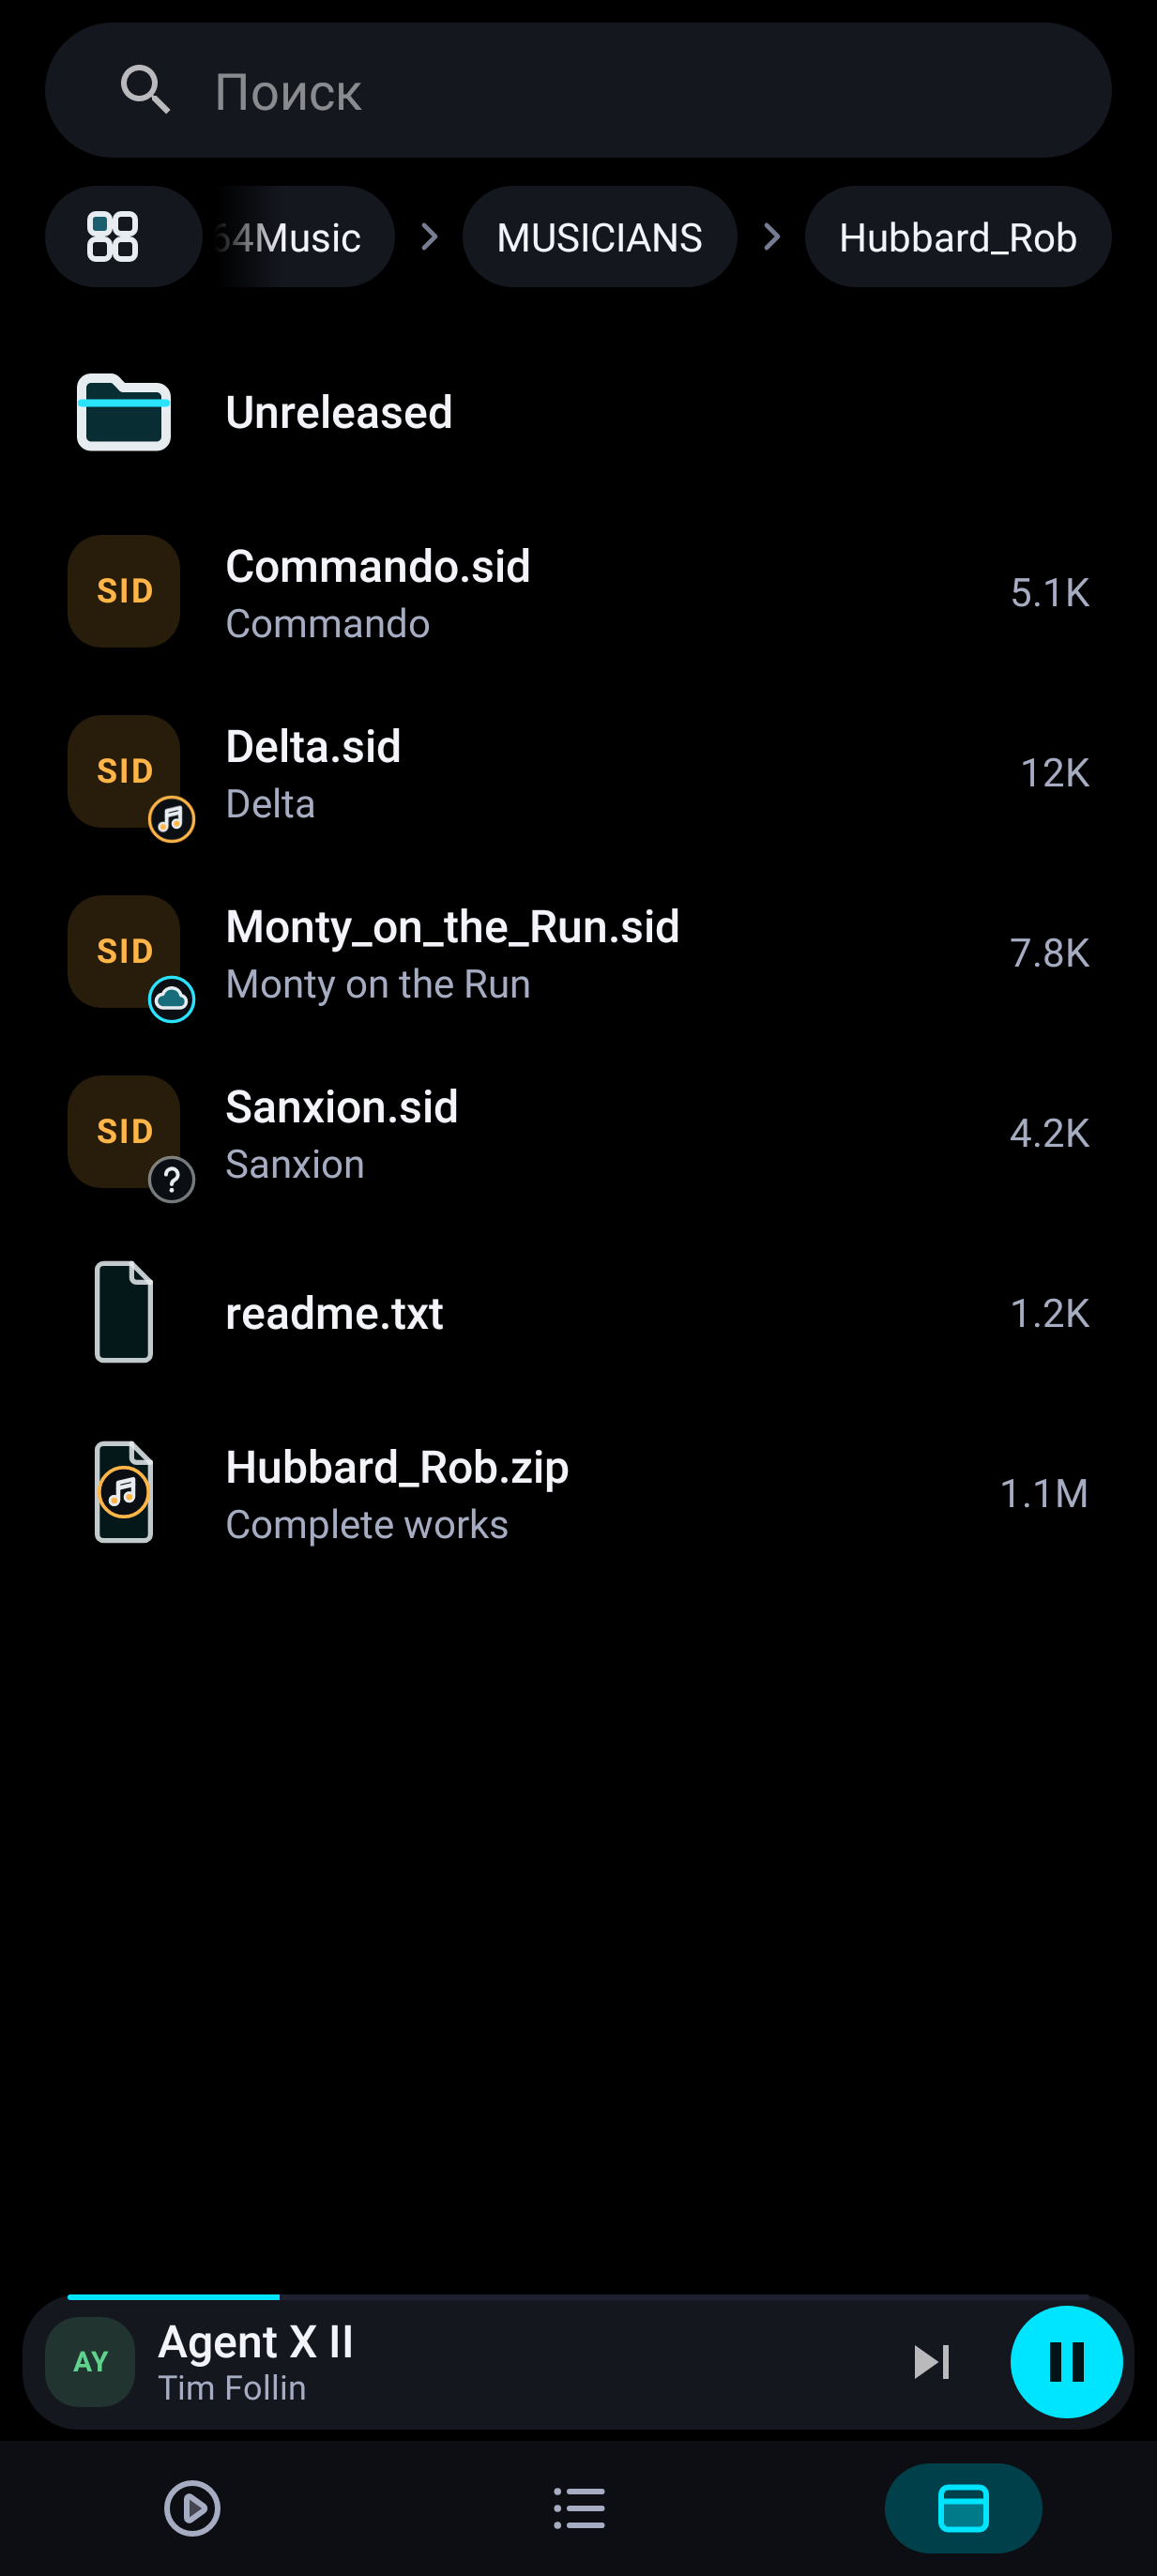 Поиск
64Music
MUSICIANS
Hubbard_Rob
Unreleased
SID
Commando.sid
Commando
5.1K
SID
Delta.sid
Delta
12K
SID
Monty_on_the_Run.sid
Monty on the Run
7.8K
SID
Sanxion.sid
Sanxion
4.2K
?
readme.txt
1.2K
Hubbard_Rob.zip
Complete works
1.1M
AY
Agent X II
Tim Follin